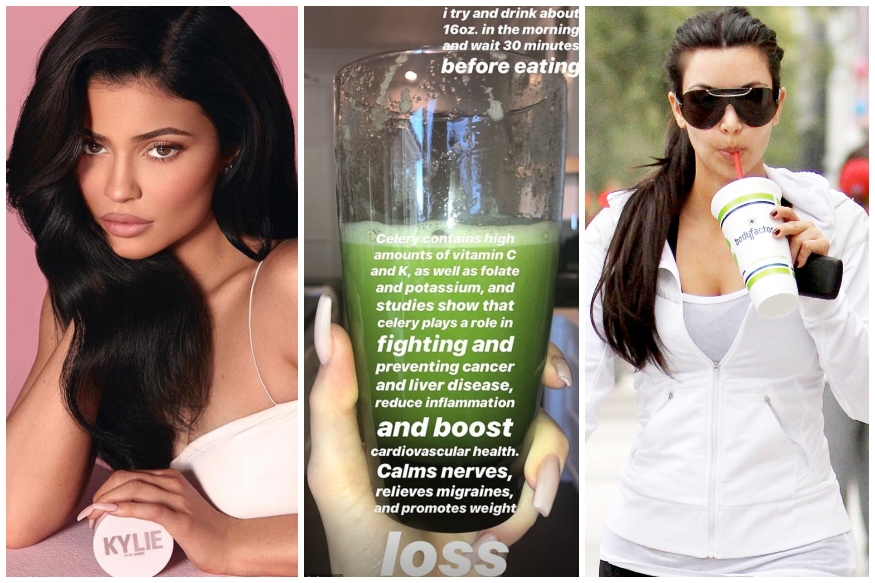 KYLIE
i try and drink about
16oz. in the morning
and wait 30 minutes
before eating
Celery contains high
amounts of vitamin C
and K, as well as folate
and potassium, and
studies show that
celery plays a role in
fighting and
preventing cancer
and liver disease,
reduce inflammation
and boost
cardiovascular health.
Calms nerves,
relieves migraines,
and promotes weight
loss
bodyfactory